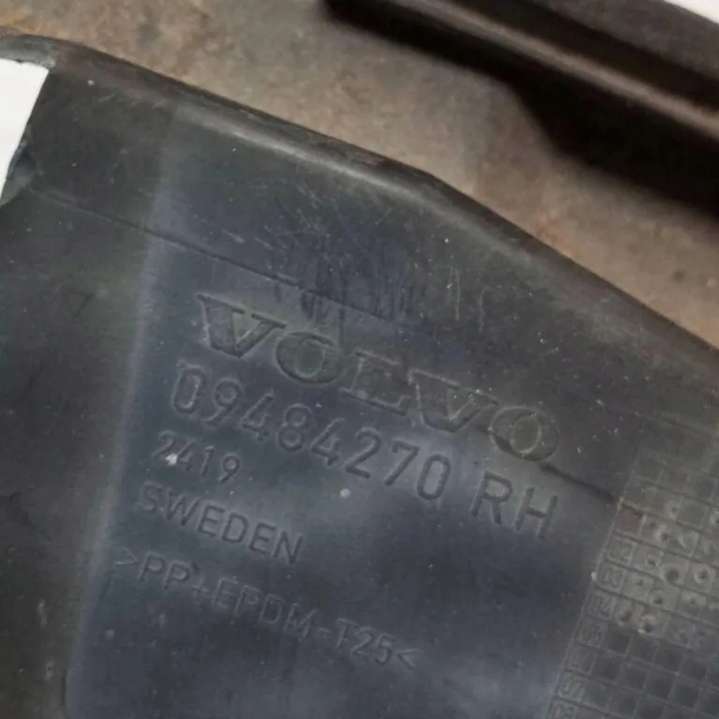 VOLVO
09484270 RH
2419
SWEDEN
>PP+EPDM-T25<